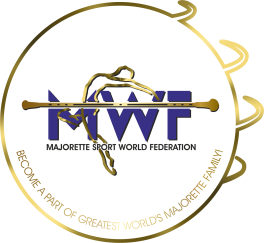 MWF
MAJORETTE SPORT WORLD FEDERATION
BECOME A PART OF GREATEST WORLD'S MAJORETTE FAMILY!